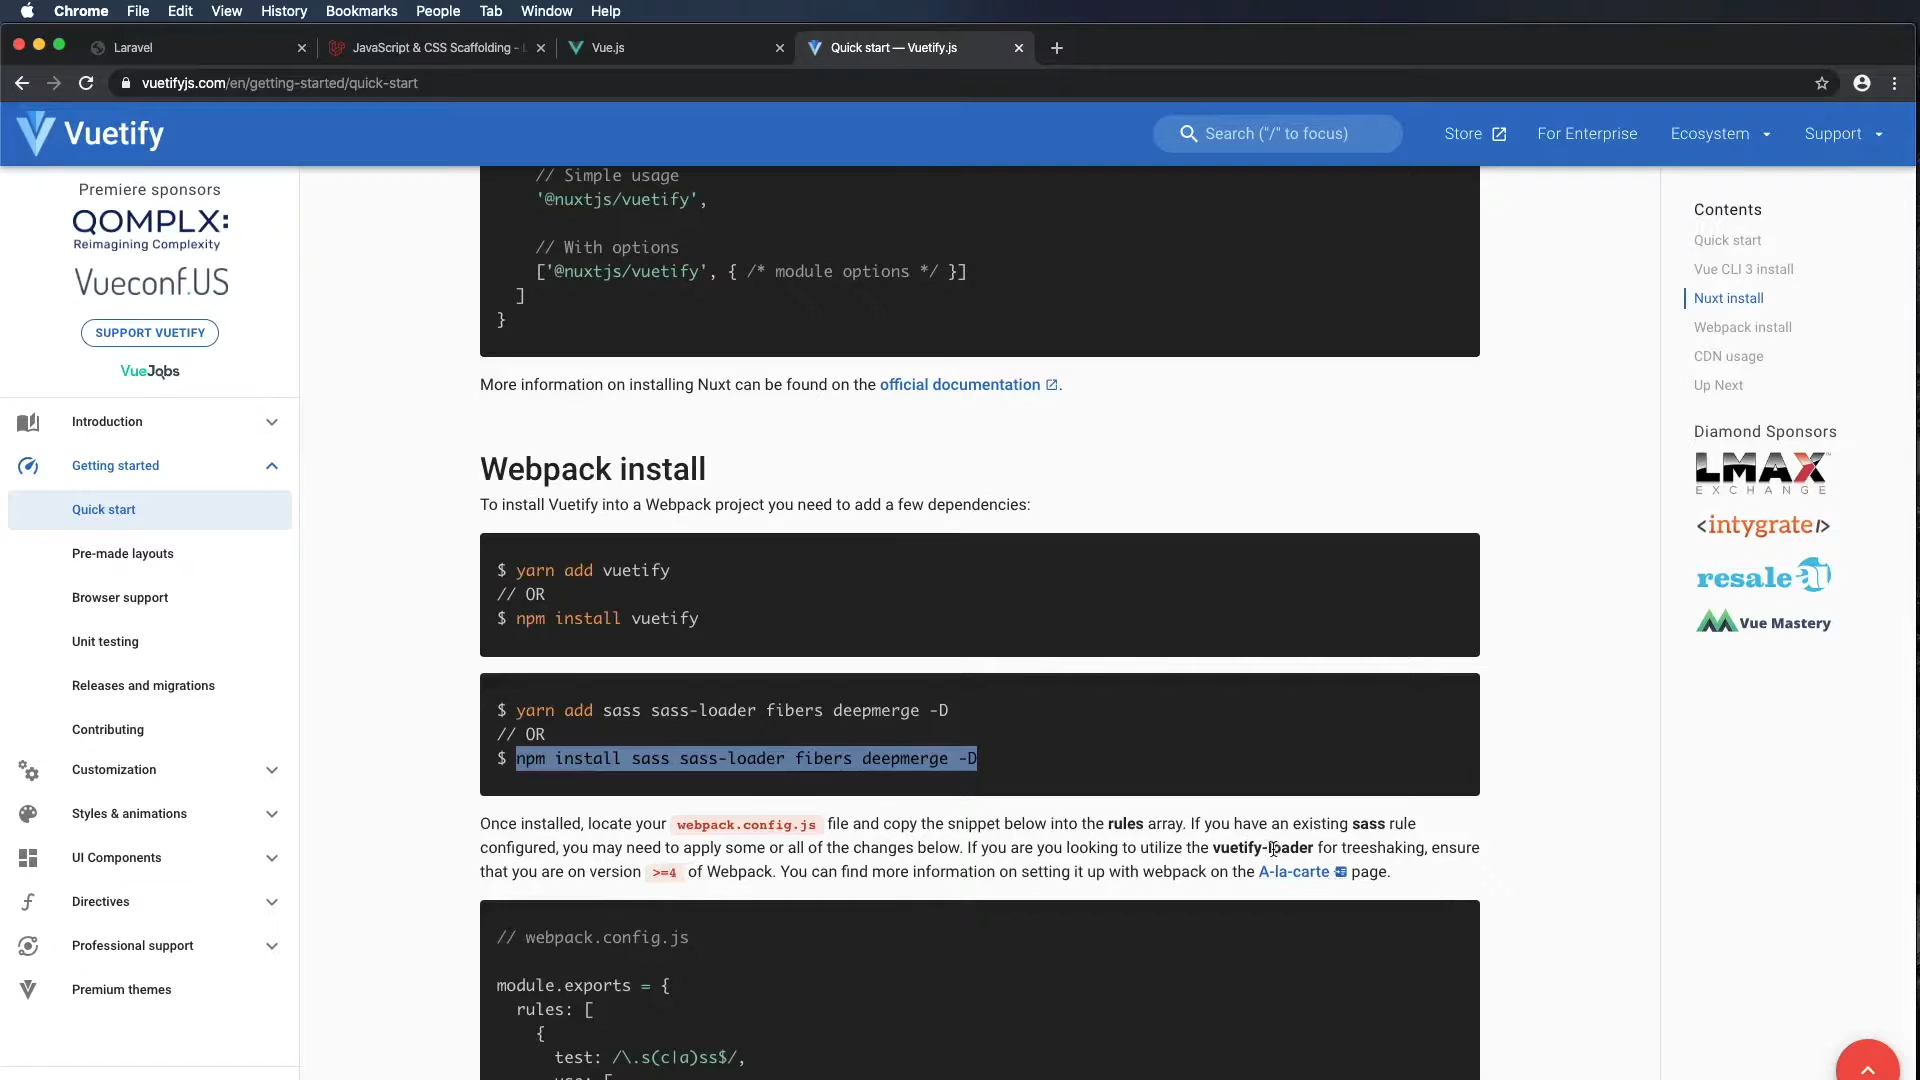 Chrome File Edit View History Bookmarks People Tab Window Help
Laravel
JavaScript & CSS Scaffolding -
Vue.js
Quick start — Vuetify.js
vuetifyjs.com/en/getting-started/quick-start
Vuetify
Search ("/" to focus)
Store
For Enterprise
Ecosystem
Support
Premiere sponsors
QOMPLX:
Reimagining Complexity
Vueconf.US
SUPPORT VUETIFY
VueJobs
Introduction
Getting started
Quick start
Pre-made layouts
Browser support
Unit testing
Releases and migrations
Contributing
Customization
Styles & animations
UI Components
Directives
Professional support
Premium themes
// Simple usage
'@nuxtjs/vuetify',
// With options
['@nuxtjs/vuetify', { /* module options */ }]
]
}
More information on installing Nuxt can be found on the official documentation.
Webpack install
To install Vuetify into a Webpack project you need to add a few dependencies:
$ yarn add vuetify
// OR
$ npm install vuetify
$ yarn add sass sass-loader fibers deepmerge -D
// OR
$ npm install sass sass-loader fibers deepmerge -D
Once installed, locate your webpack.config.js file and copy the snippet below into the rules array. If you have an existing sass rule
configured, you may need to apply some or all of the changes below. If you are you looking to utilize the vuetify-loader for treeshaking, ensure
that you are on version >=4 of Webpack. You can find more information on setting it up with webpack on the A-la-carte page.
// webpack.config.js
module.exports = {
rules: [
{
test: /\.s(c|a)ss$/,
Contents
Quick start
Vue CLI 3 install
Nuxt install
Webpack install
CDN usage
Up Next
Diamond Sponsors
LMAX
EXCHANGE
<intygrate/>
resale
Vue Mastery